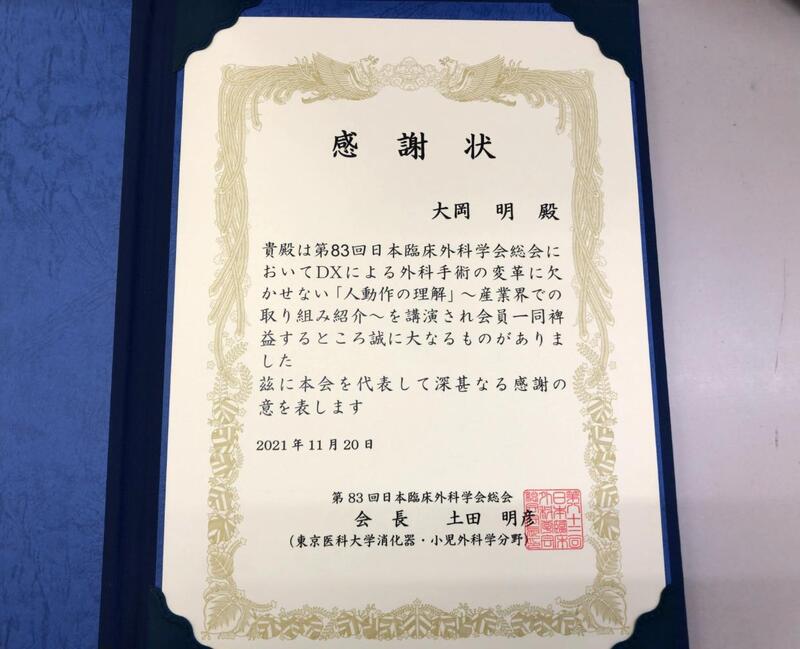 感謝状
大岡 明 殿
貴殿は第83回日本臨床外科学会総会に
おいてDXによる外科手術の変革に欠
かせない「人動作の理解」～産業界での
取り組み紹介～を講演され会員一同裨
益するところ誠に大なるものがありま
した
茲に本会を代表して深甚なる感謝の
意を表します
2021年11月20日
第83回日本臨床外科学会総会
会長 土田 明彦
(東京医科大学消化器・小児外科学分野)